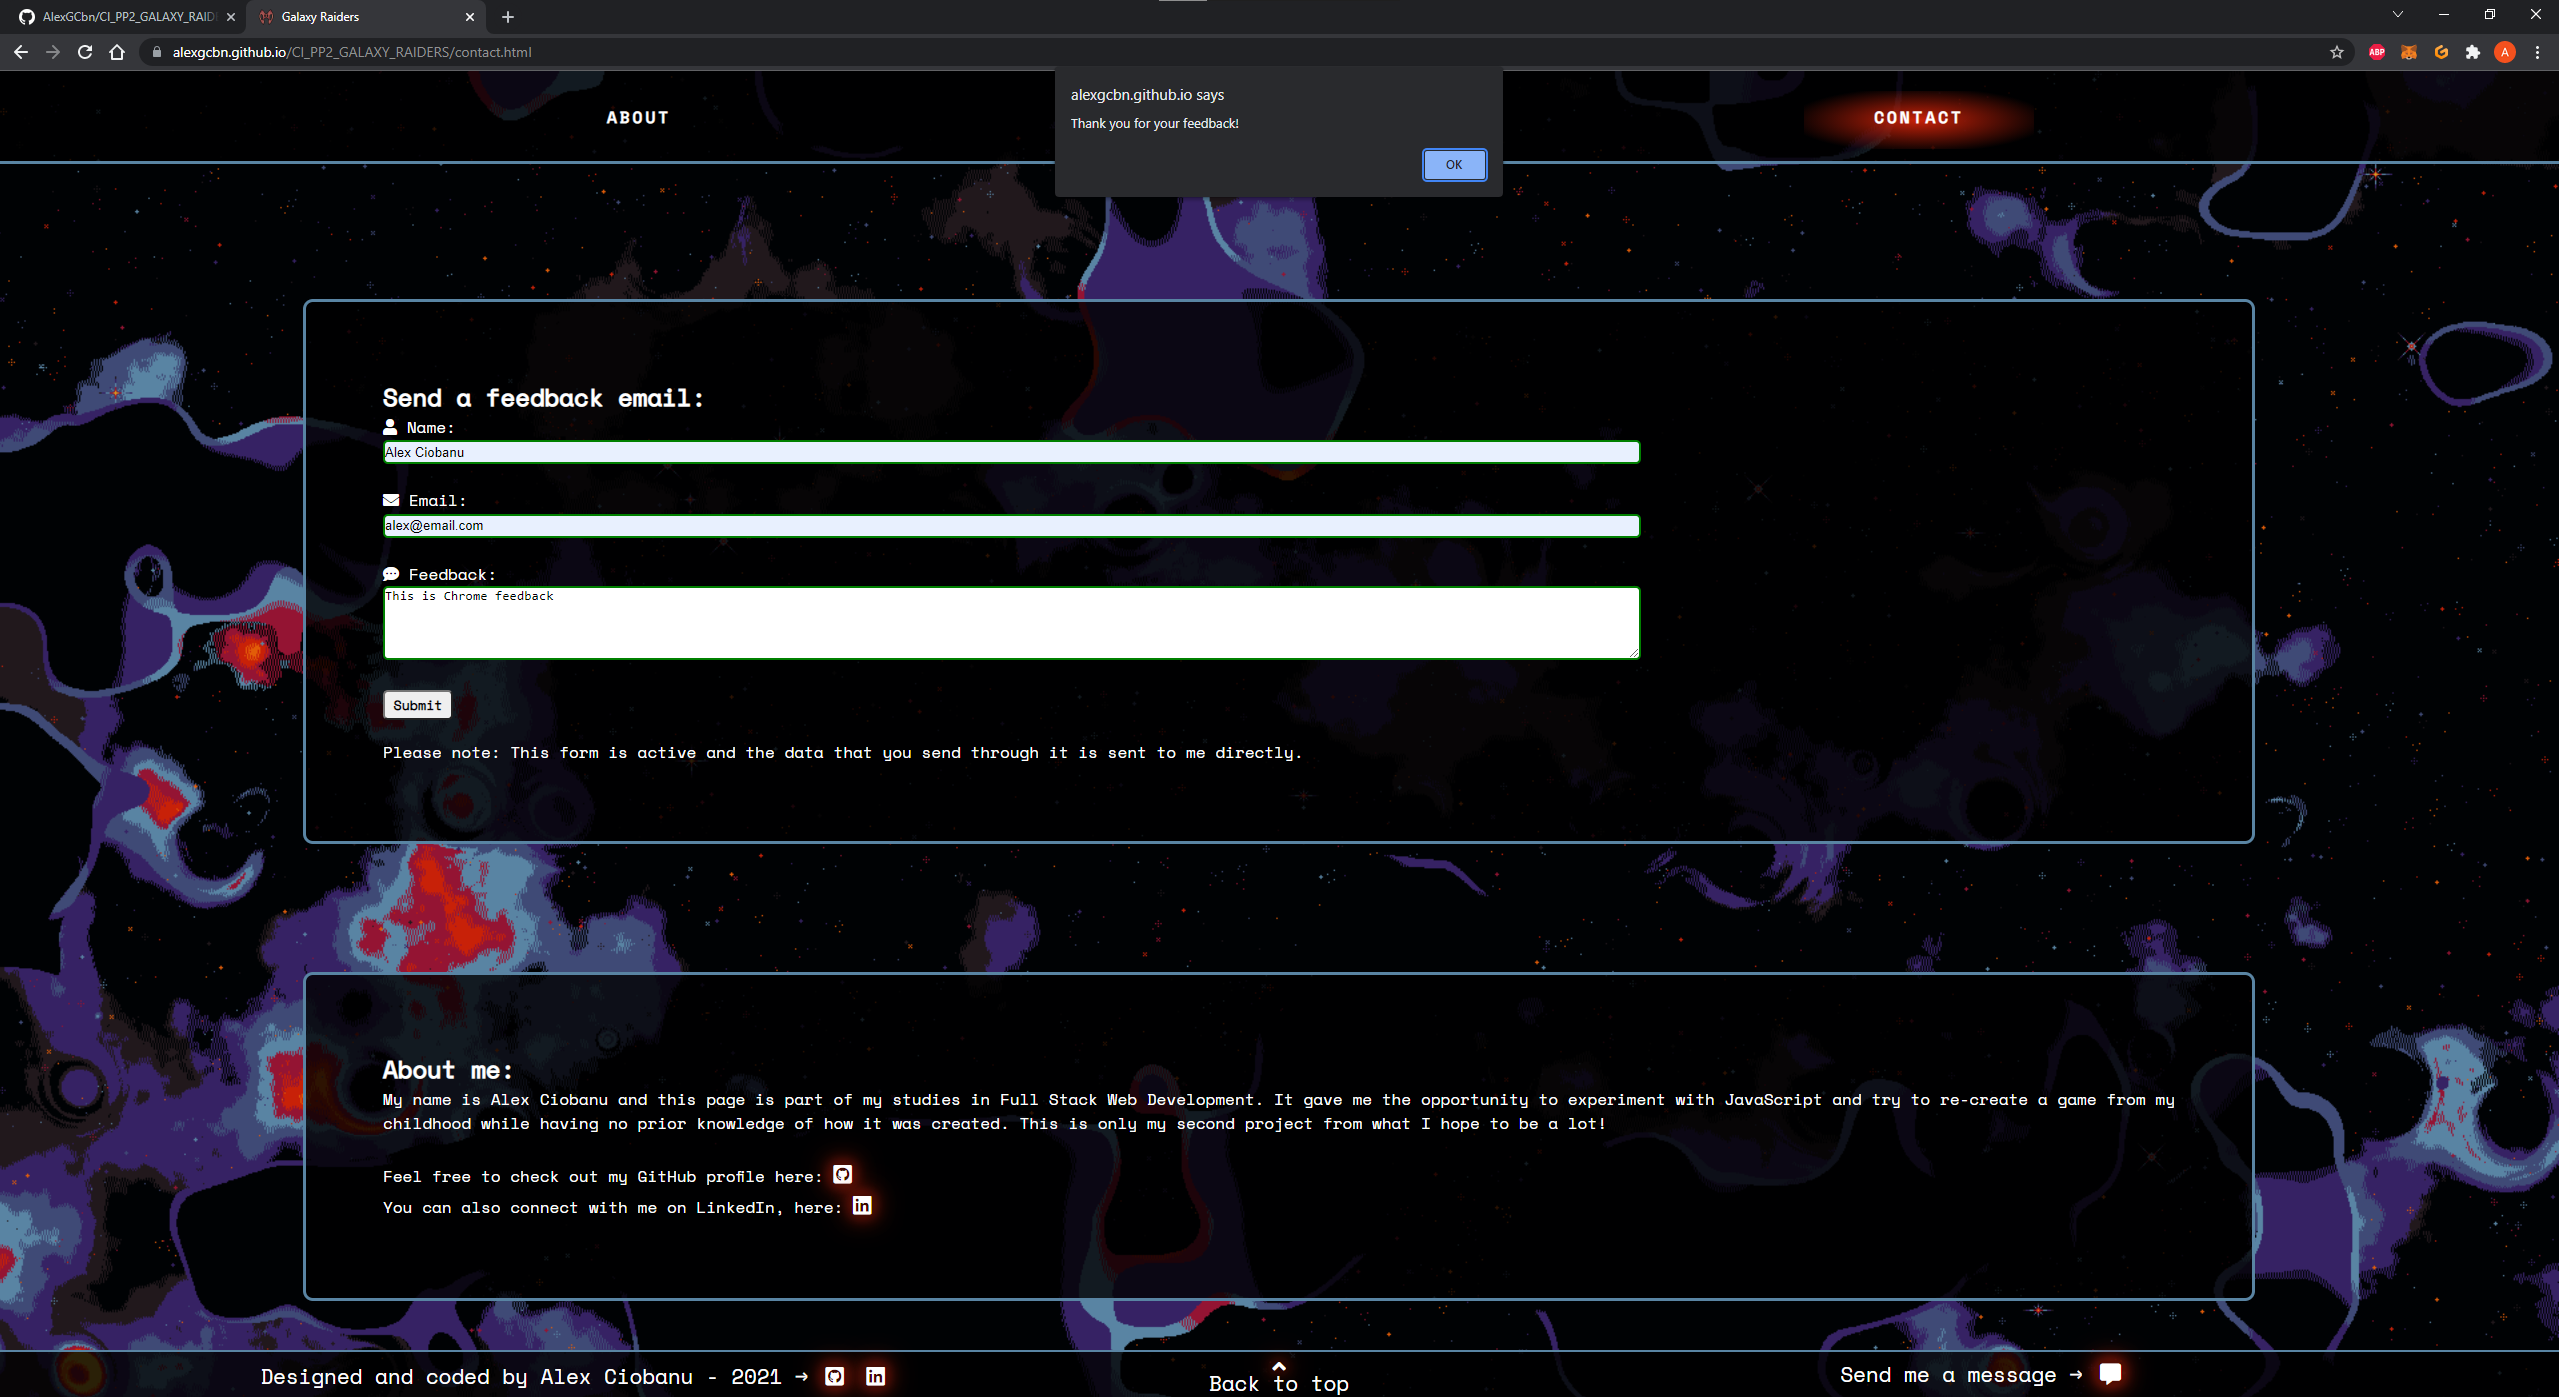 AlexGCbn/CI_PP2_GALAXY_RAID
Galaxy Raiders
alexgcbn.github.io/CI_PP2_GALAXY_RAIDERS/contact.html
ABP
A
ABOUT
CONTACT
alexgcbn.github.io says
Thank you for your feedback!
OK
Send a feedback email:
Name:
Alex Ciobanu
Email:
alex@email.com
Feedback:
This is Chrome feedback
Submit
Please note: This form is active and the data that you send through it is sent to me directly.
About me:
My name is Alex Ciobanu and this page is part of my studies in Full Stack Web Development. It gave me the opportunity to experiment with JavaScript and try to re-create a game from my
childhood while having no prior knowledge of how it was created. This is only my second project from what I hope to be a lot!
Feel free to check out my GitHub profile here:
You can also connect with me on LinkedIn, here: in
Designed and coded by Alex Ciobanu - 2021 → in
Back to top
Send me a message →